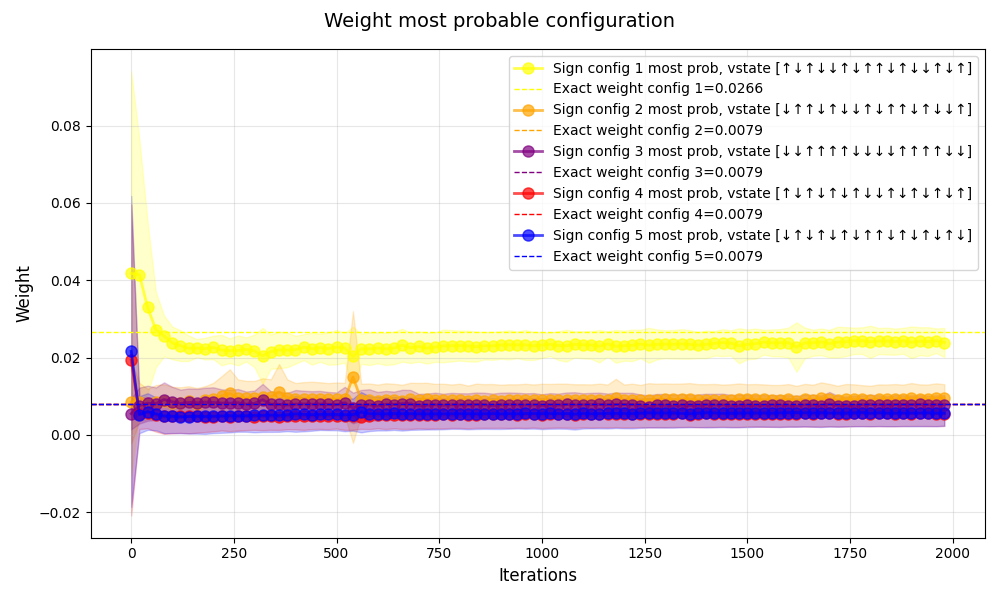 Weight most probable configuration
Weight
0.08
0.06
0.04
0.02
0.00
−0.02
0
250
500
750
1000
1250
1500
1750
2000
Iterations
Sign config 1 most prob, vstate [↑↓↑↓↓↑↓↑↑↓↑↓↓↑↓↑]
Exact weight config 1=0.0266
Sign config 2 most prob, vstate [↓↑↑↓↑↓↓↑↓↑↑↓↑↓↓↑]
Exact weight config 2=0.0079
Sign config 3 most prob, vstate [↓↓↑↑↑↑↓↓↓↓↑↑↑↑↓↓]
Exact weight config 3=0.0079
Sign config 4 most prob, vstate [↑↓↑↓↑↓↑↓↓↑↓↑↓↑↓↑]
Exact weight config 4=0.0079
Sign config 5 most prob, vstate [↓↑↓↑↓↑↓↑↑↓↑↓↑↓↑↓]
Exact weight config 5=0.0079